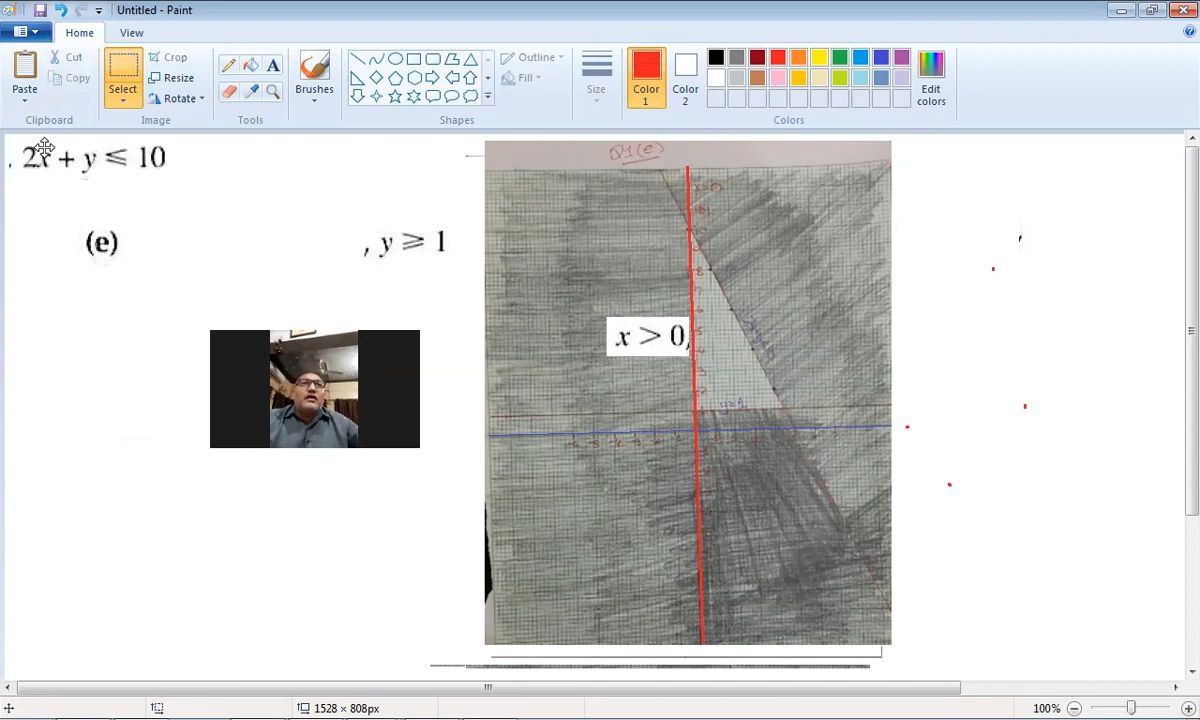 Untitled - Paint
Home
View
Paste
Cut
Copy
Clipboard
Select
Crop
Resize
Rotate
Image
A
Tools
Brushes
Shapes
Outline
Fill
Size
Color 1
Color 2
Edit colors
Colors
, 2x + y ⩽ 10
(e)
, y ⩾ 1
x > 0,
1528 × 808px
100%